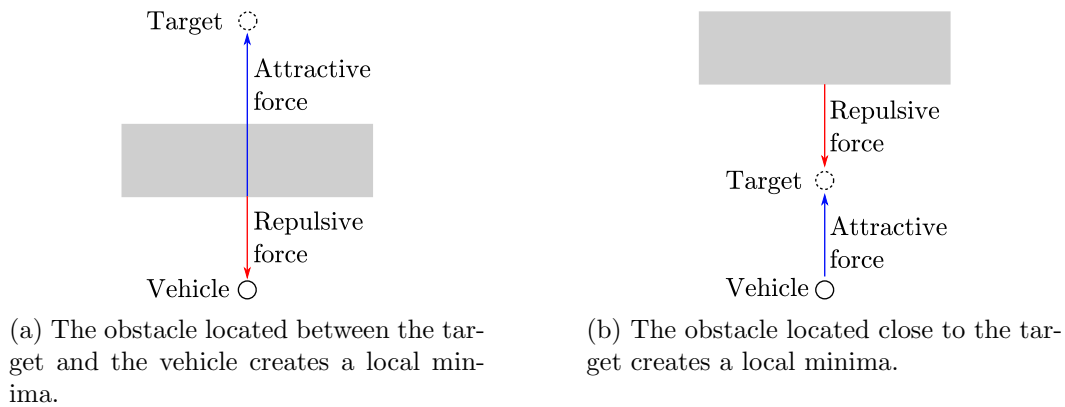 Target
Attractive
force
Repulsive
force
Vehicle
(a) The obstacle located between the tar-
get and the vehicle creates a local min-
ima.
Repulsive
force
Target
Attractive
force
Vehicle
(b) The obstacle located close to the tar-
get creates a local minima.